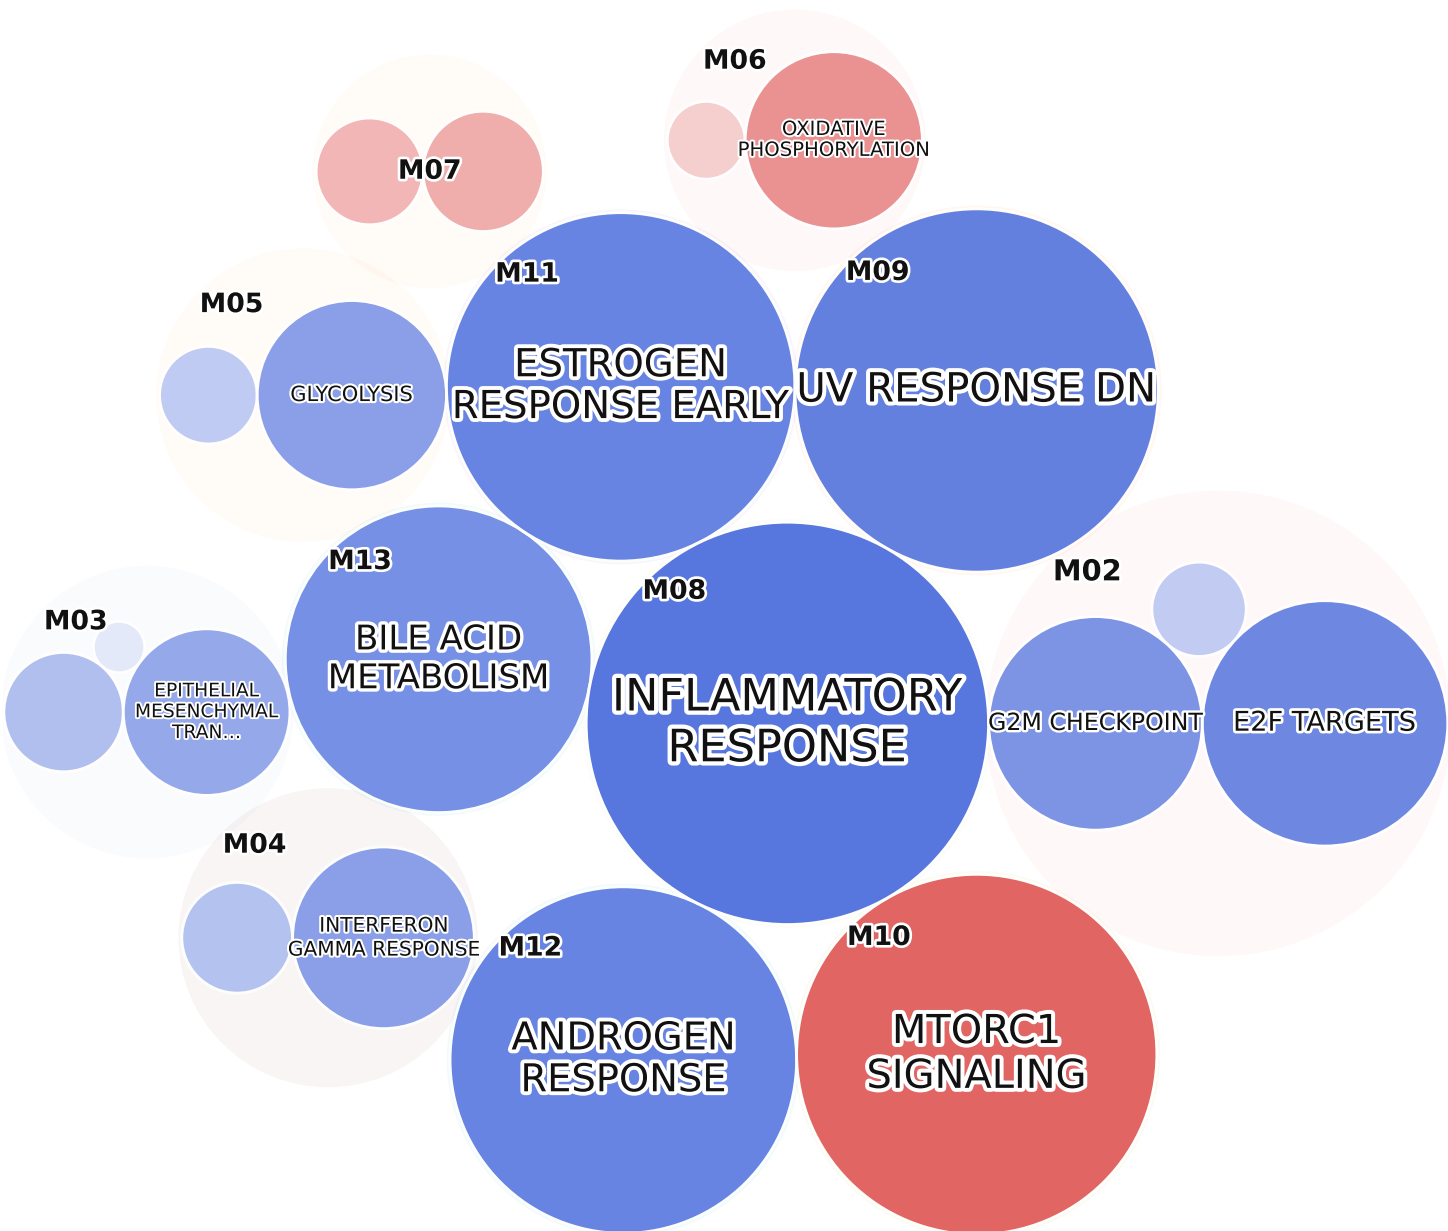 M06
OXIDATIVE
PHOSPHORYLATION
M07
M11
ESTROGEN
RESPONSE EARLY
M09
UV RESPONSE DN
M05
GLYCOLYSIS
M13
BILE ACID
METABOLISM
M08
INFLAMMATORY
RESPONSE
M02
G2M CHECKPOINT
E2F TARGETS
M03
EPITHELIAL
MESENCHYMAL
TRAN...
M04
INTERFERON
GAMMA RESPONSE
M12
ANDROGEN
RESPONSE
M10
MTORC1
SIGNALING